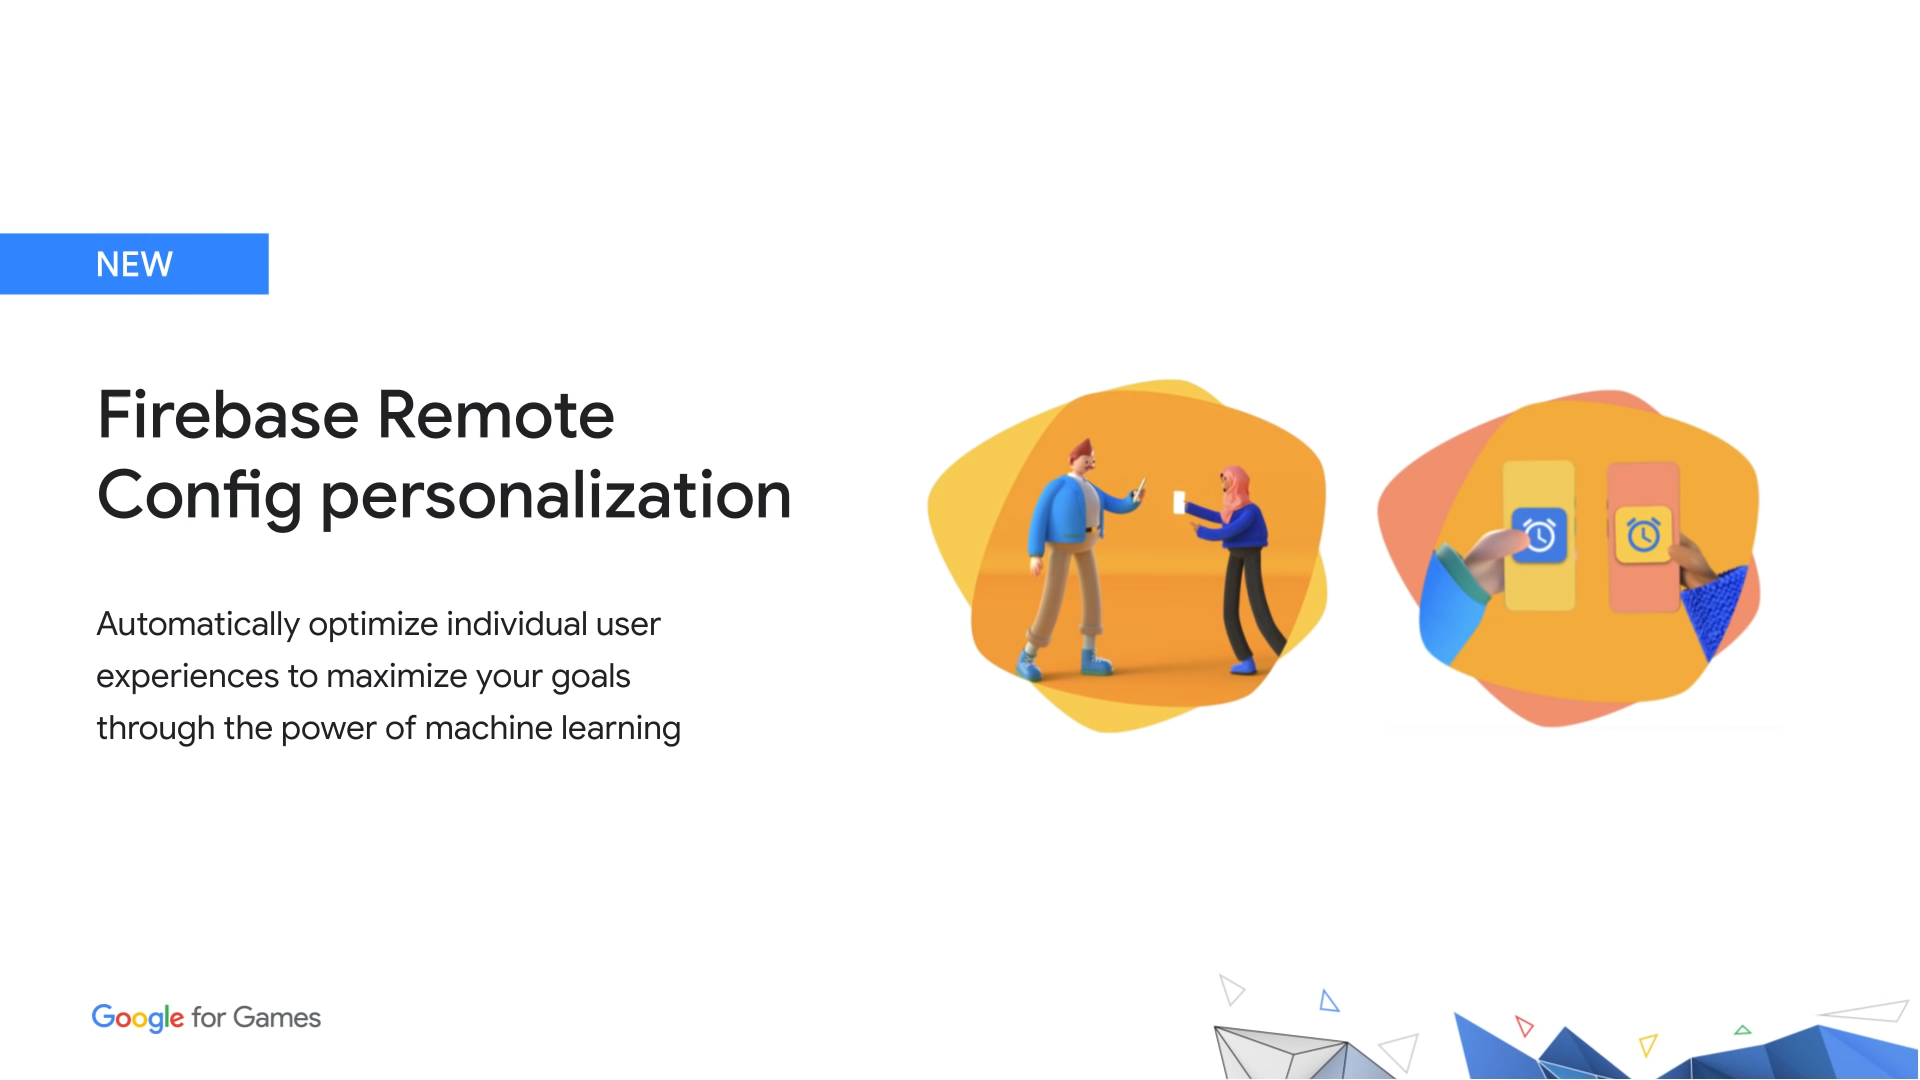 NEW
Firebase Remote
Config personalization
Automatically optimize individual user
experiences to maximize your goals
through the power of machine learning
Google for Games